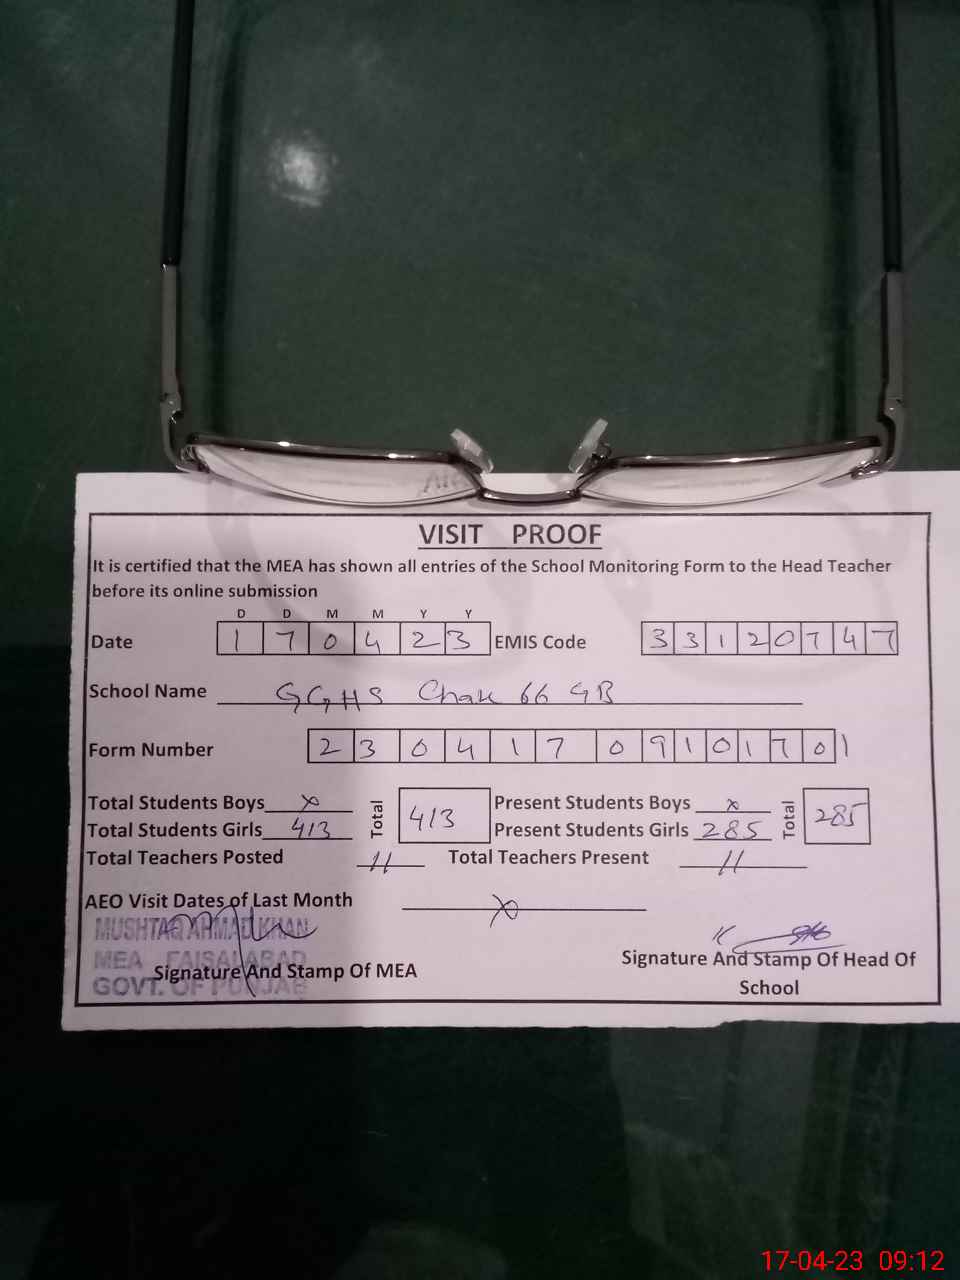 VISIT PROOF
It is certified that the MEA has shown all entries of the School Monitoring Form to the Head Teacher
before its online submission
D D M M Y Y
Date 1 7 0 4 2 3 EMIS Code 3 3 1 2 0 7 4 7
School Name GGHS Chak 66 GB
Form Number 2 3 0 4 1 7 0 9 1 0 1 7 0 1
Total Students Boys x Total 413 Present Students Boys x Total 285
Total Students Girls 413 Present Students Girls 285
Total Teachers Posted 11 Total Teachers Present 11
AEO Visit Dates of Last Month x
MUSHTAQ AHMAD KHAN
MEA FAISALABAD
GOVT. OF PUNJAB
Signature And Stamp Of MEA
Signature And Stamp Of Head Of
School
17-04-23 09:12